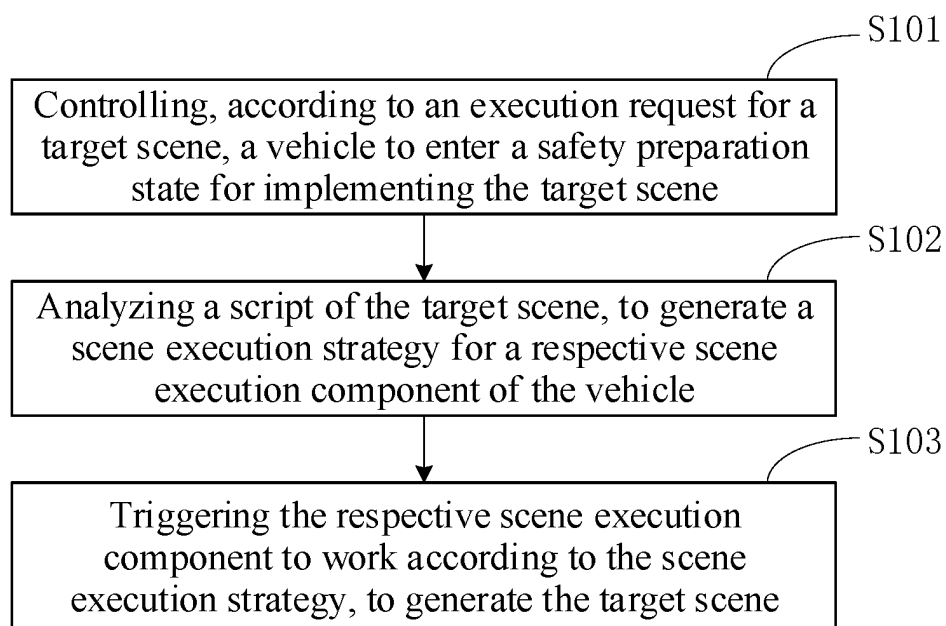 S101
Controlling, according to an execution request for a
target scene, a vehicle to enter a safety preparation
state for implementing the target scene
S102
Analyzing a script of the target scene, to generate a
scene execution strategy for a respective scene
execution component of the vehicle
S103
Triggering the respective scene execution
component to work according to the scene
execution strategy, to generate the target scene